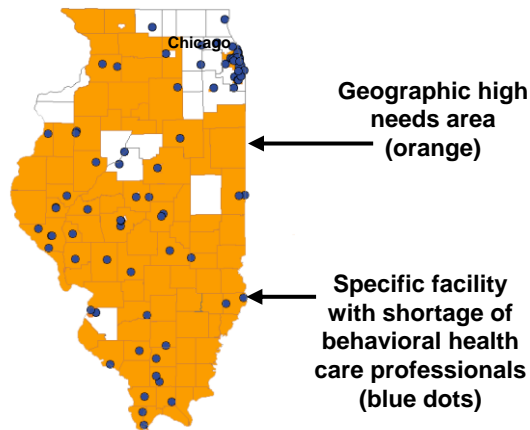 Chicago
Geographic high
needs area
(orange)
Specific facility
with shortage of
behavioral health
care professionals
(blue dots)